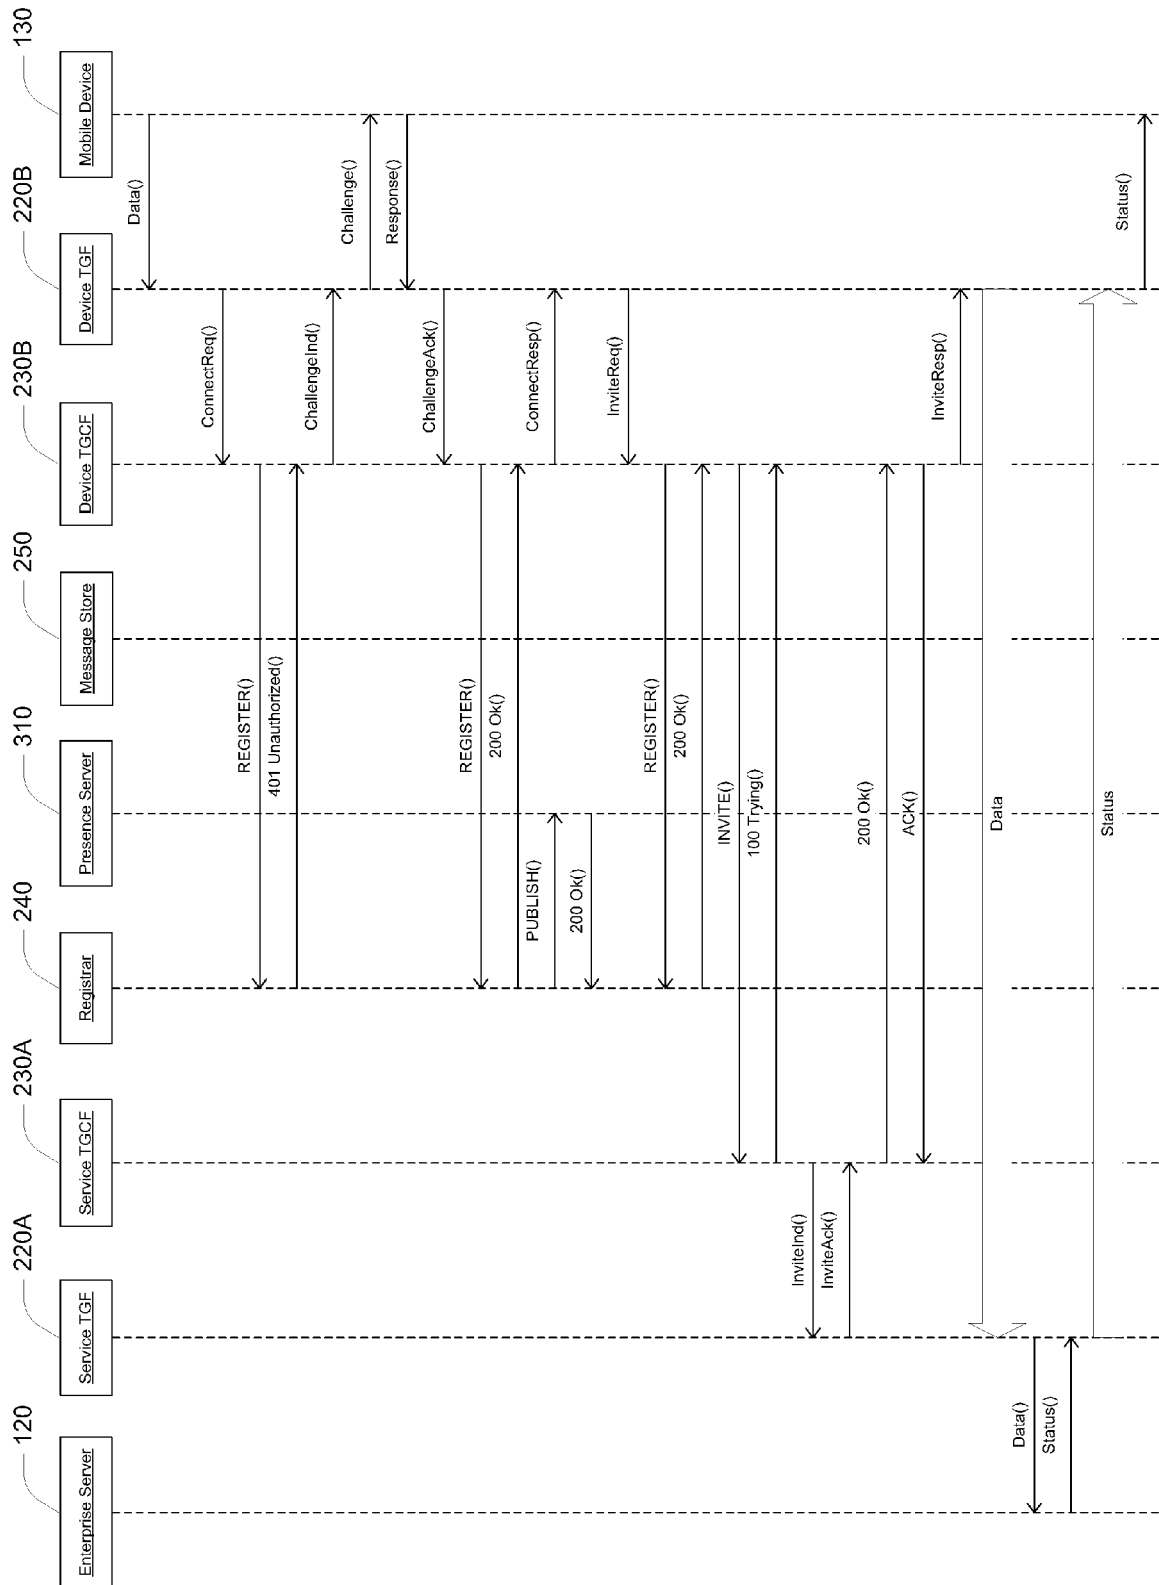 120
220A
230A
240
310
250
230B
220B
130
Enterprise Server
Service TGF
Service TGCF
Registrar
Presence Server
Message Store
Device TGCF
Device TGF
Mobile Device
Data()
ConnectReq()
REGISTER()
401 Unauthorized()
ChallengeInd()
Challenge()
Response()
ChallengeAck()
REGISTER()
200 Ok()
PUBLISH()
ConnectResp()
200 Ok()
InviteReq()
REGISTER()
200 Ok()
INVITE()
100 Trying()
InviteInd()
InviteAck()
200 Ok()
ACK()
InviteResp()
Data
Data()
Status()
Status
Status()